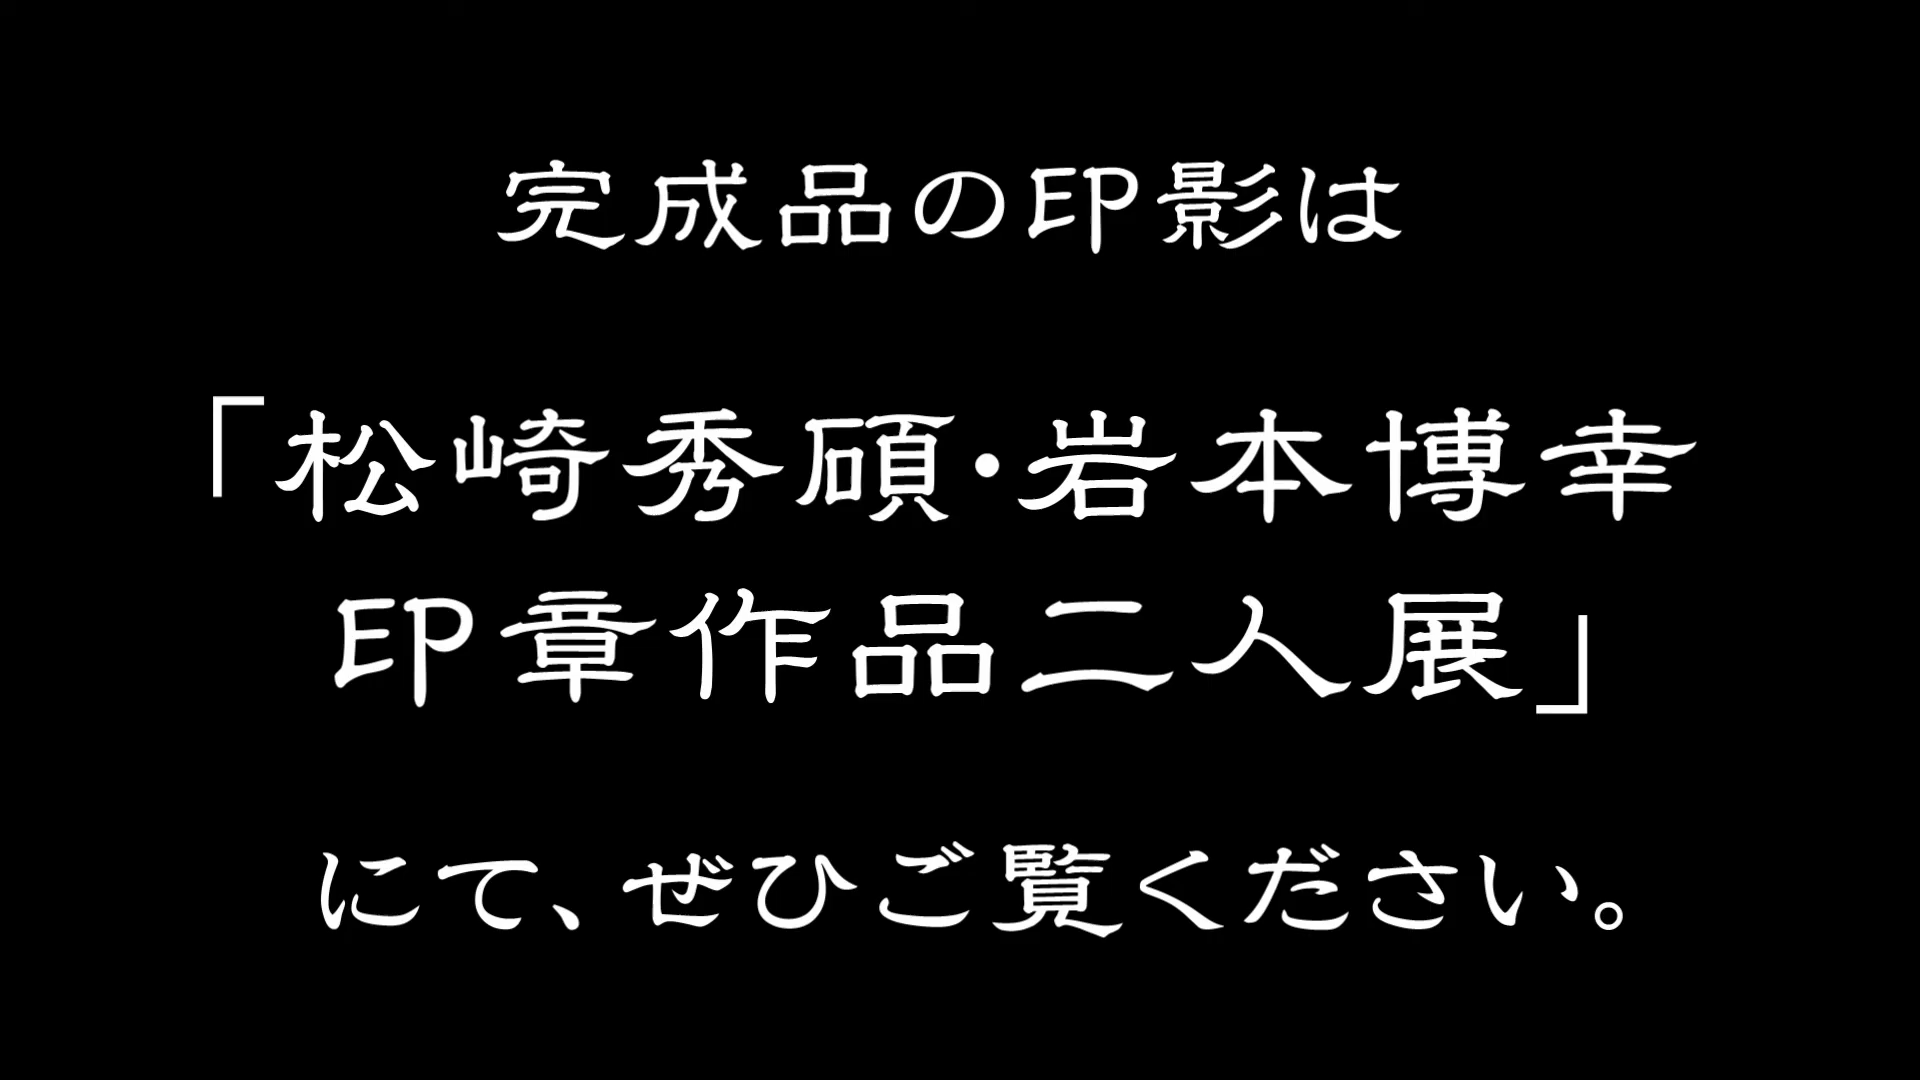 完成品の印影は
「松崎秀碩・岩本博幸
印章作品二人展」
にて、ぜひご覧ください。